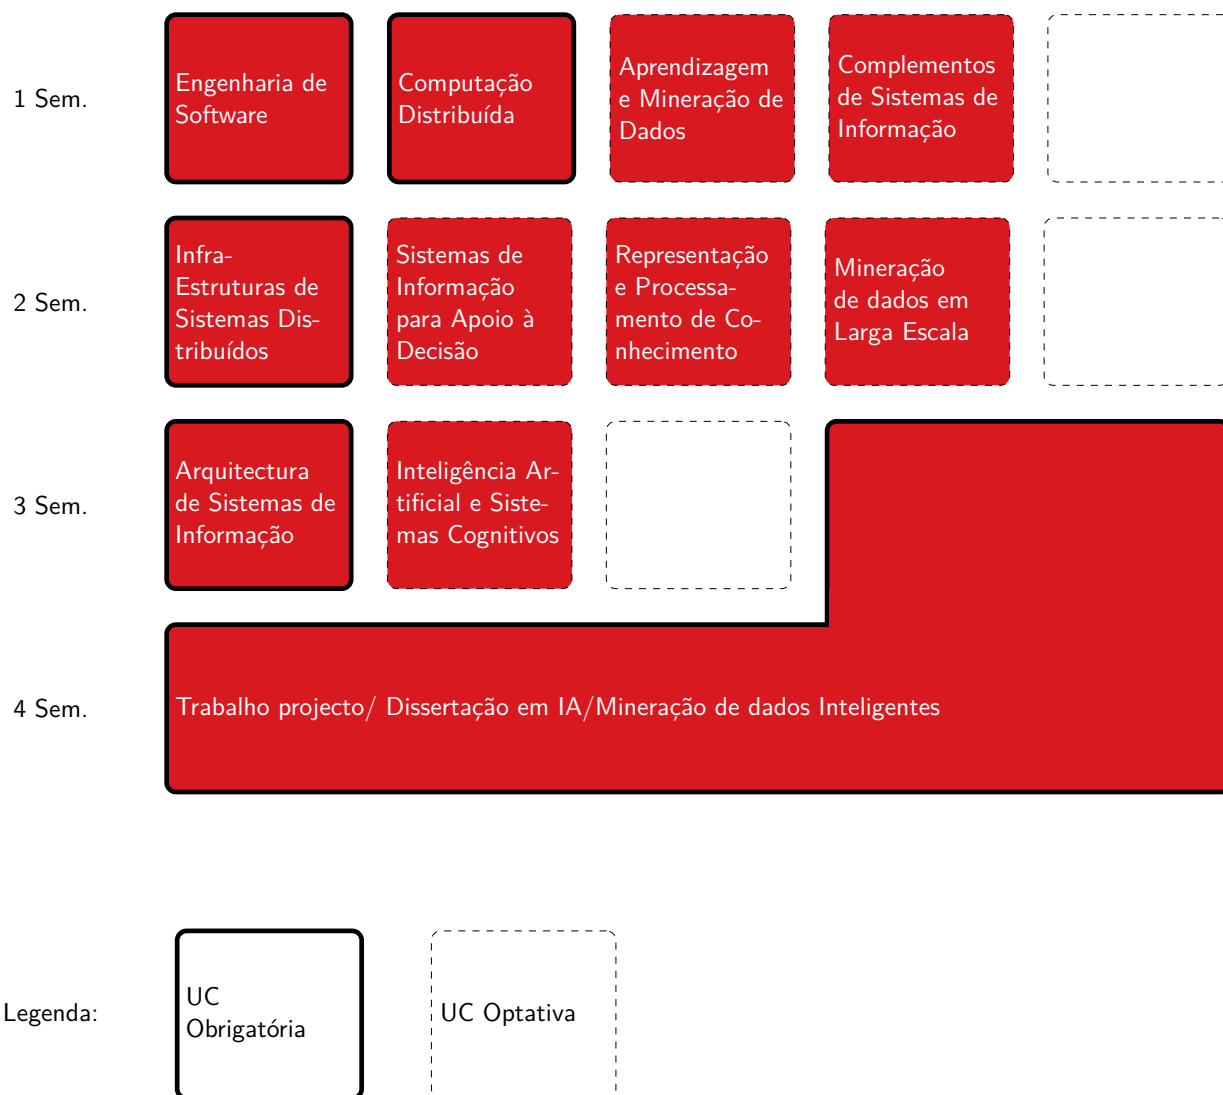 1 Sem.
Engenharia de
Software
Computação
Distribuída
Aprendizagem
e Mineração de
Dados
Complementos
de Sistemas de
Informação
2 Sem.
Infra-
Estruturas de
Sistemas Dis-
tribuídos
Sistemas de
Informação
para Apoio à
Decisão
Representação
e Processa-
mento de Co-
nhecimento
Mineração
de dados em
Larga Escala
3 Sem.
Arquitectura
de Sistemas de
Informação
Inteligência Ar-
tificial e Siste-
mas Cognitivos
4 Sem.
Trabalho projecto/ Dissertação em IA/Mineração de dados Inteligentes
Legenda:
UC
Obrigatória
UC Optativa